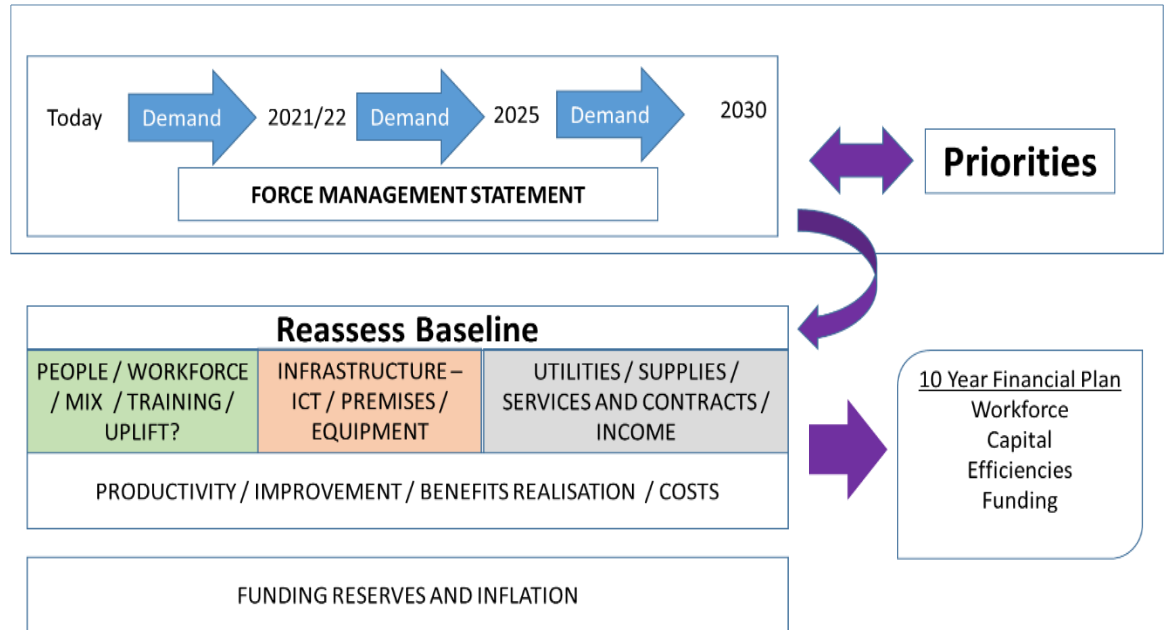 Today
Demand
2021/22
Demand
2025
Demand
2030
FORCE MANAGEMENT STATEMENT
Priorities
Reassess Baseline
PEOPLE / WORKFORCE
/ MIX / TRAINING /
UPLIFT?
INFRASTRUCTURE –
ICT / PREMISES /
EQUIPMENT
UTILITIES / SUPPLIES /
SERVICES AND CONTRACTS /
INCOME
PRODUCTIVITY / IMPROVEMENT / BENEFITS REALISATION / COSTS
10 Year Financial Plan
Workforce
Capital
Efficiencies
Funding
FUNDING RESERVES AND INFLATION